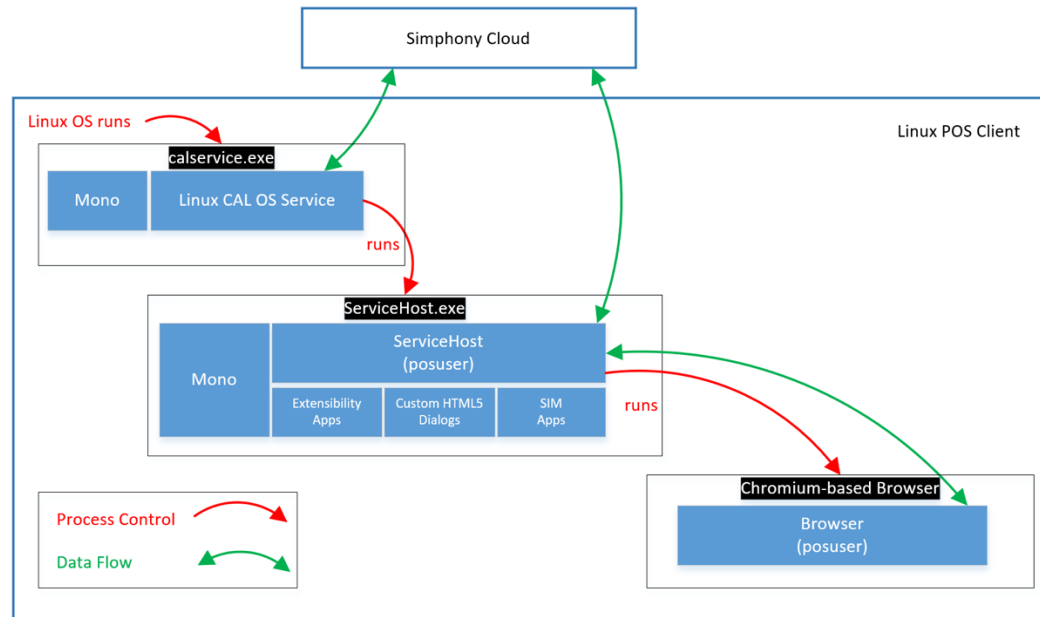 Simphony Cloud
Linux OS runs
Linux POS Client
calservice.exe
Mono
Linux CAL OS Service
runs
ServiceHost.exe
Mono
ServiceHost
(posuser)
Extensibility
Apps
Custom HTML5
Dialogs
SIM
Apps
runs
Chromium-based Browser
Browser
(posuser)
Process Control
Data Flow